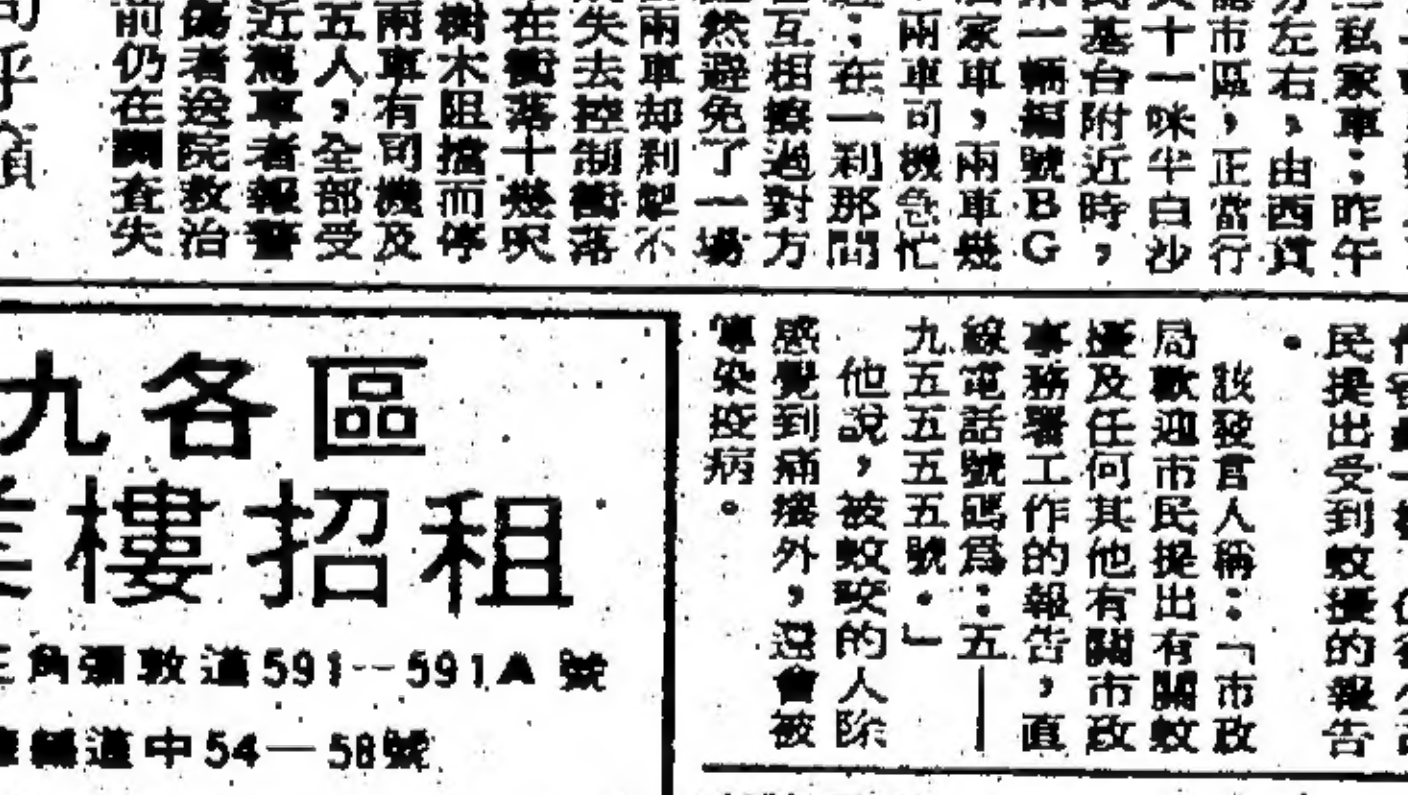 私家車：昨午
方左右，由西貢
市區，正當行
十一咪半白沙
基台附近時，
一輛編號BG
家車，兩車幾
兩車司機急忙
：在一剎那間
互相擦過對方
然避免了一場
兩車却剎掣不
失去控制衝落
在衝落十幾呎
樹木阻擋而停
兩車有司機及
五人，全部受
近駕車者報警
傷者送院救治
前仍在調查失
民提出受到蚊擾的報告
。
該發言人稱：「市政
局歡迎市民提出有關蚊
擾及任何其他有關市政
事務署工作的報告，直
線電話號碼為：五—
九五五五五號。」
他說，被蚊咬的人除
感覺到痛癢外，還會被
傳染疫病。
九各區
樓招租
角彌敦道591—591A號
輔道中54—58號